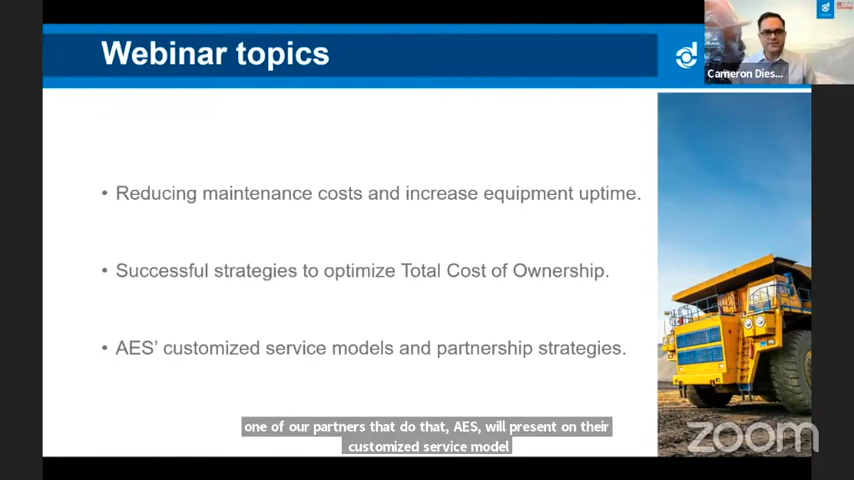 Webinar topics
Cameron Dies...
• Reducing maintenance costs and increase equipment uptime.
• Successful strategies to optimize Total Cost of Ownership.
• AES’ customized service models and partnership strategies.
one of our partners that do that, AES, will present on their
customized service model
zoom